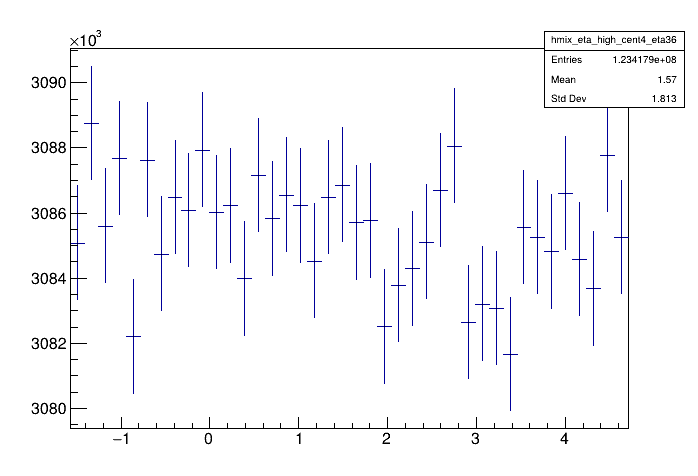 ×10³
hmix_eta_high_cent4_eta36
Entries 1.234179e+08
Mean 1.57
Std Dev 1.813
3090
3088
3086
3084
3082
3080
−1 0 1 2 3 4